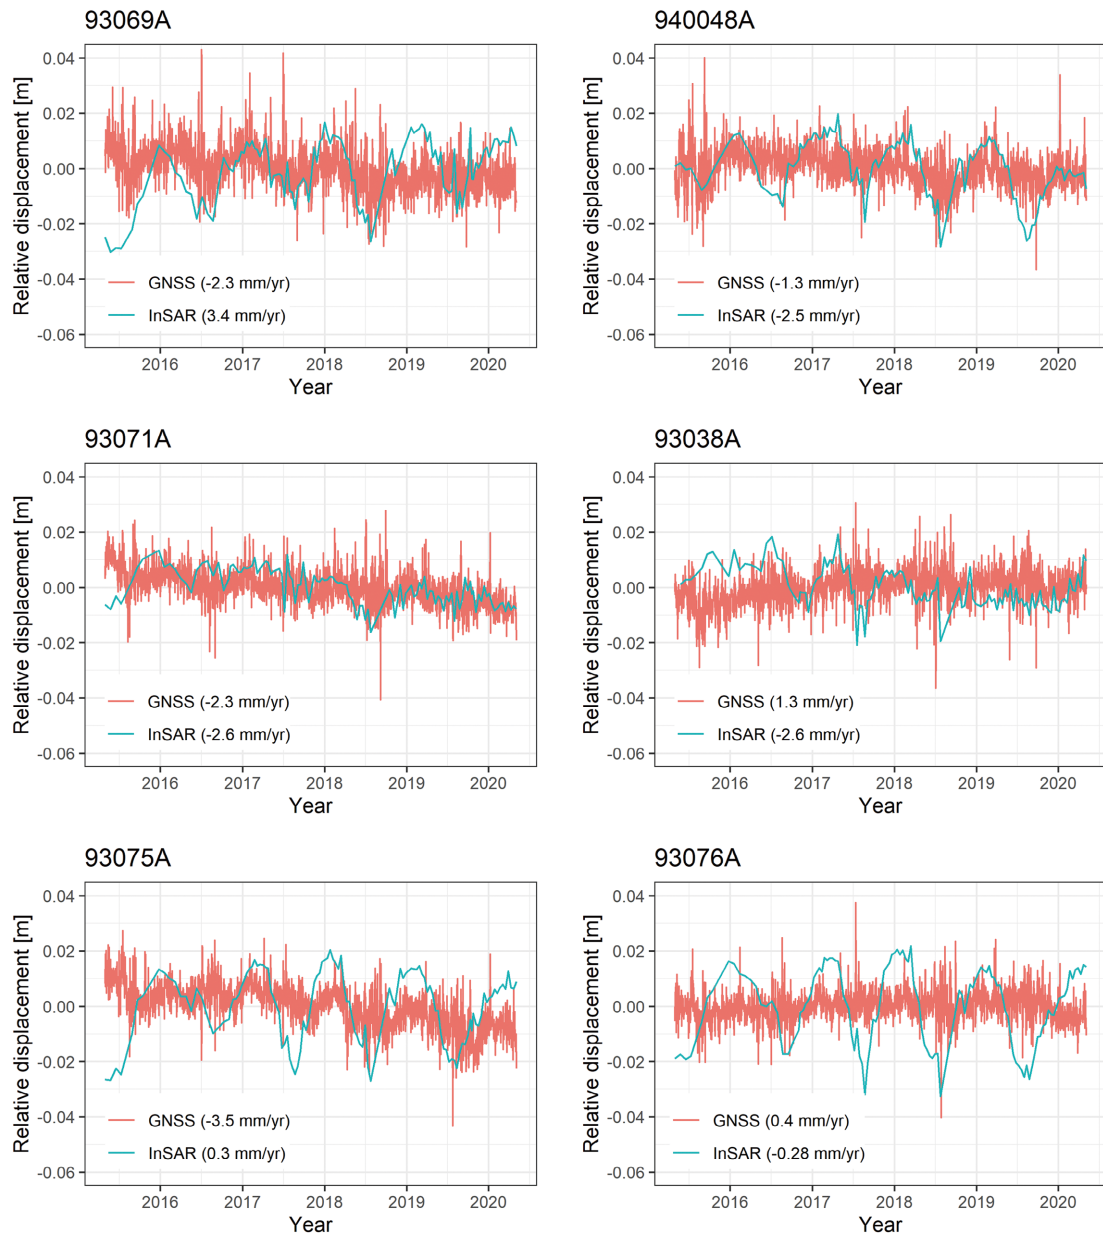 93069A
Relative displacement [m]
0.04
0.02
0.00
-0.02
-0.04
-0.06
GNSS (-2.3 mm/yr)
InSAR (3.4 mm/yr)
2016 2017 2018 2019 2020
Year
940048A
Relative displacement [m]
0.04
0.02
0.00
-0.02
-0.04
-0.06
GNSS (-1.3 mm/yr)
InSAR (-2.5 mm/yr)
2016 2017 2018 2019 2020
Year
93071A
Relative displacement [m]
0.04
0.02
0.00
-0.02
-0.04
-0.06
GNSS (-2.3 mm/yr)
InSAR (-2.6 mm/yr)
2016 2017 2018 2019 2020
Year
93038A
Relative displacement [m]
0.04
0.02
0.00
-0.02
-0.04
-0.06
GNSS (1.3 mm/yr)
InSAR (-2.6 mm/yr)
2016 2017 2018 2019 2020
Year
93075A
Relative displacement [m]
0.04
0.02
0.00
-0.02
-0.04
-0.06
GNSS (-3.5 mm/yr)
InSAR (0.3 mm/yr)
2016 2017 2018 2019 2020
Year
93076A
Relative displacement [m]
0.04
0.02
0.00
-0.02
-0.04
-0.06
GNSS (0.4 mm/yr)
InSAR (-0.28 mm/yr)
2016 2017 2018 2019 2020
Year